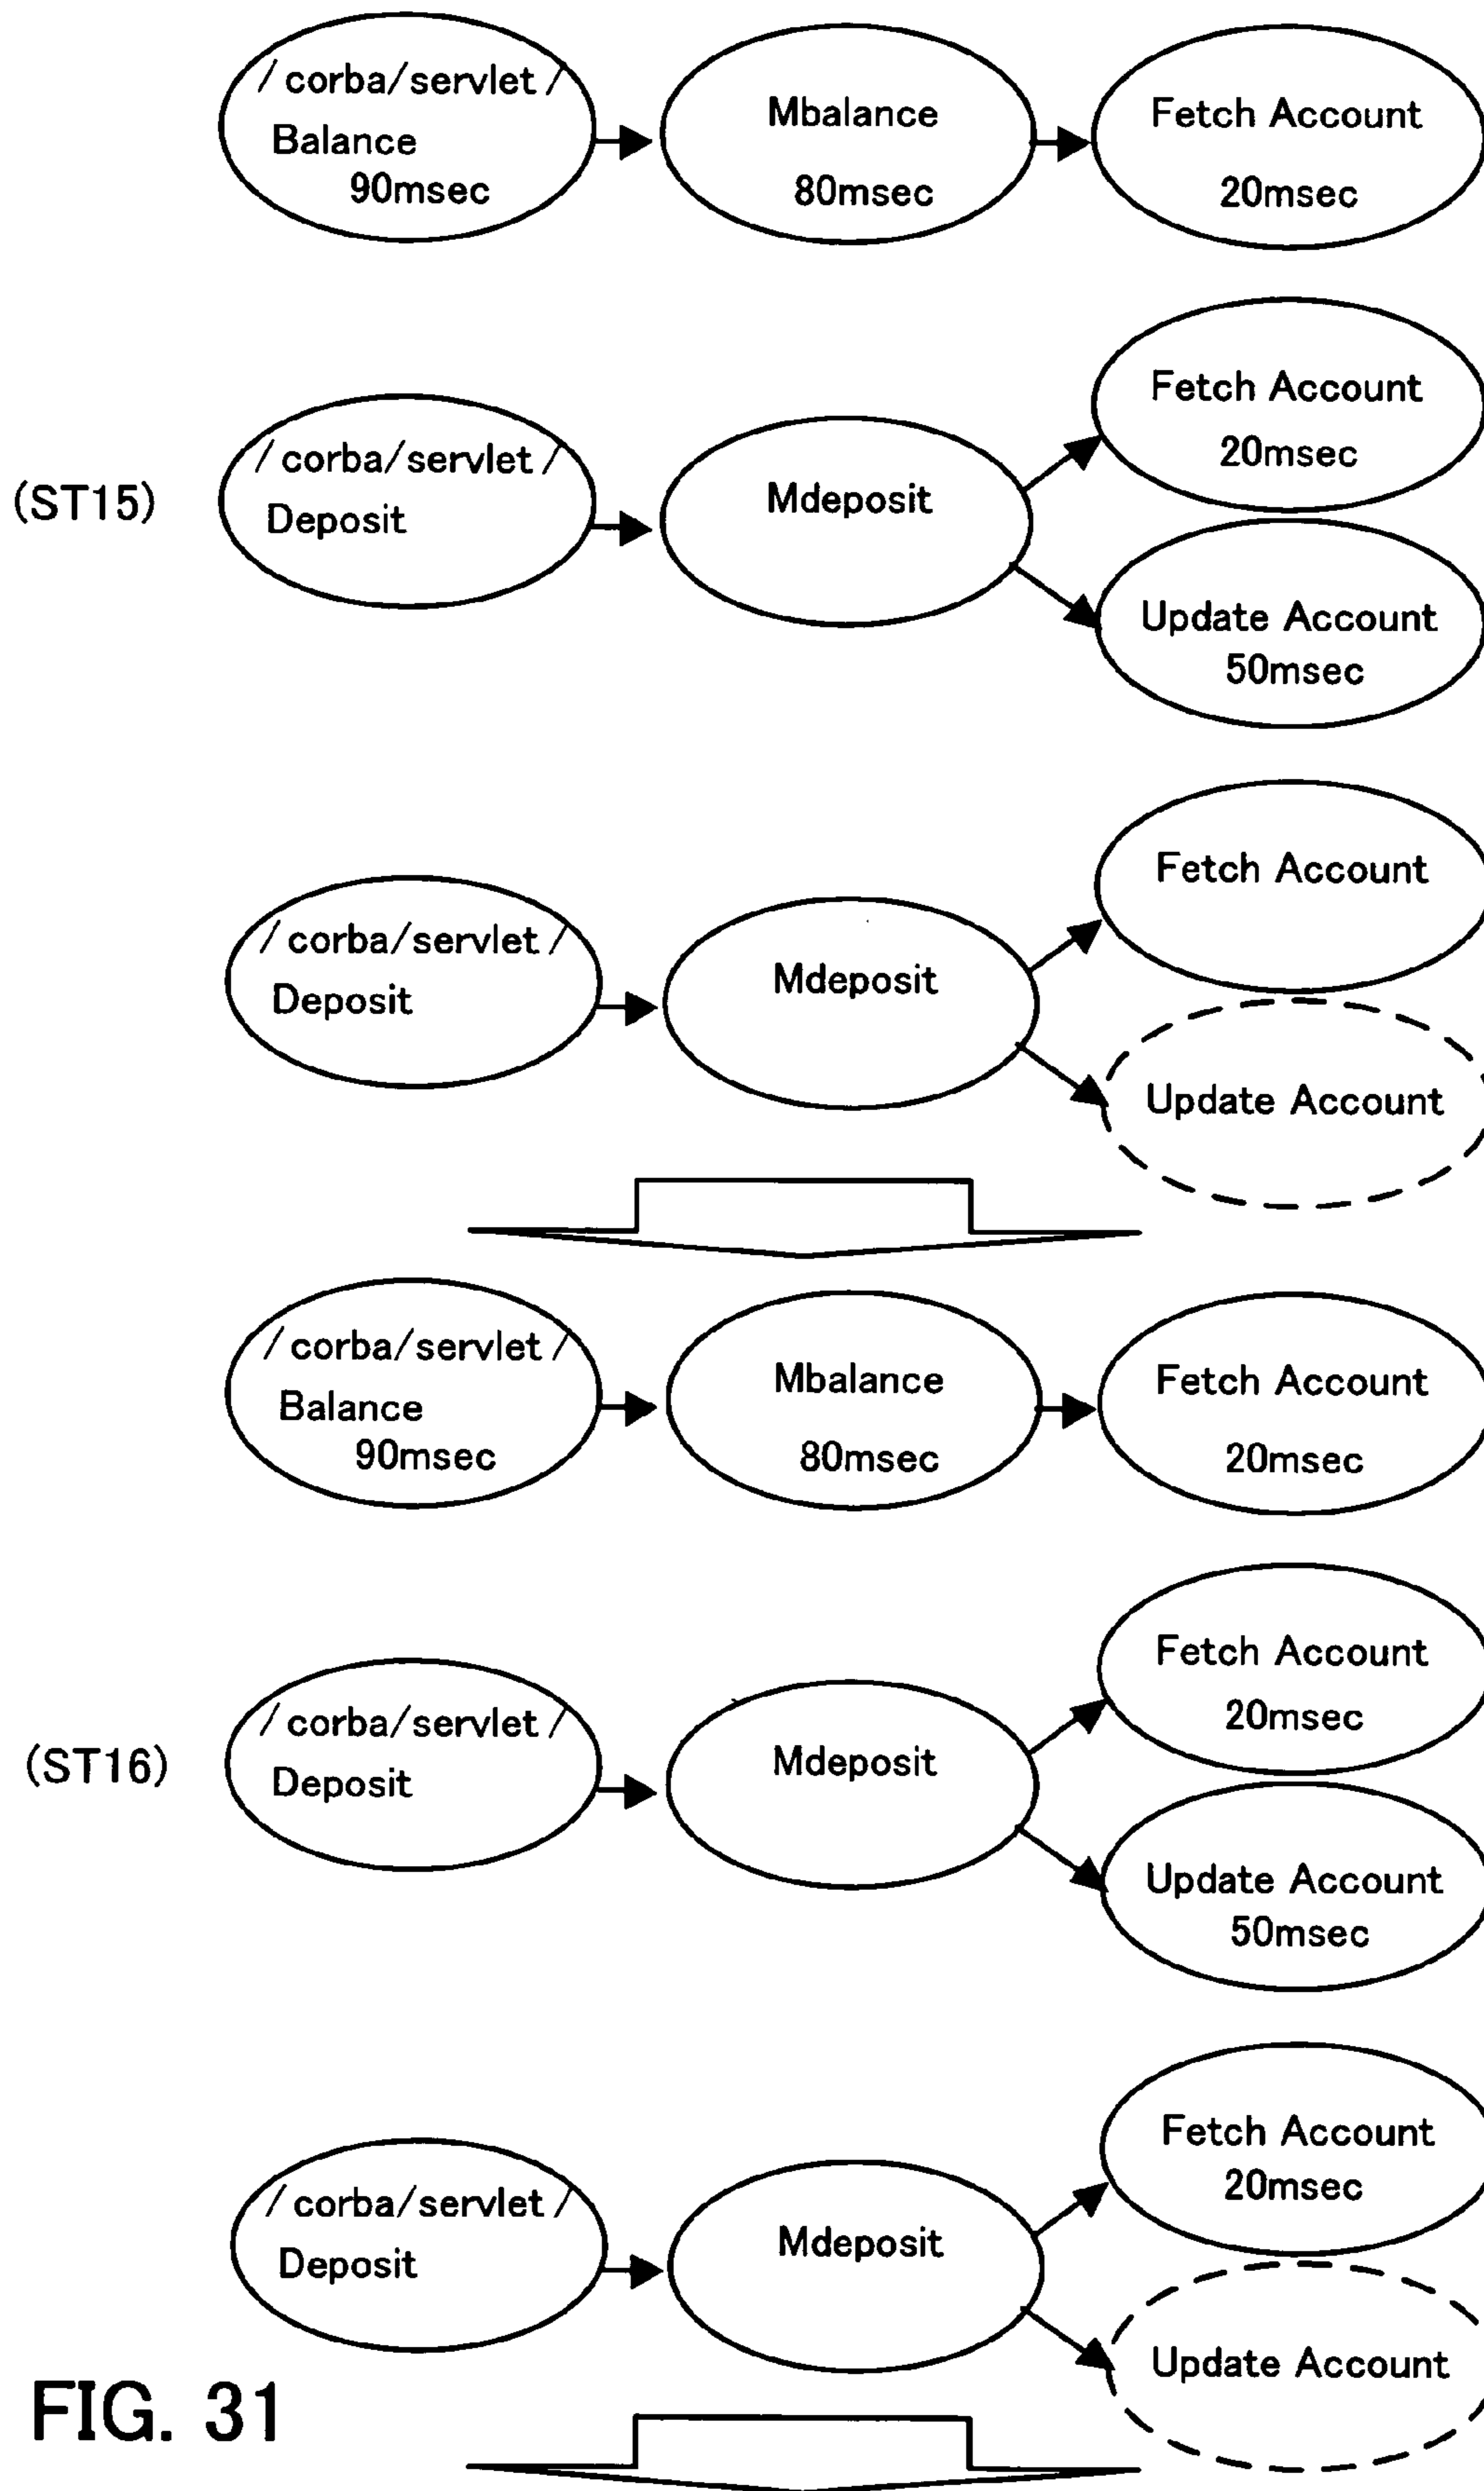 /corba/servlet/
Balance
90msec
Mbalance
80msec
Fetch Account
20msec
(ST15)
/corba/servlet/
Deposit
Mdeposit
Fetch Account
20msec
Update Account
50msec
/corba/servlet/
Deposit
Mdeposit
Fetch Account
Update Account
/corba/servlet/
Balance
90msec
Mbalance
80msec
Fetch Account
20msec
(ST16)
/corba/servlet/
Deposit
Mdeposit
Fetch Account
20msec
Update Account
50msec
/corba/servlet/
Deposit
Mdeposit
Fetch Account
20msec
Update Account
FIG. 31